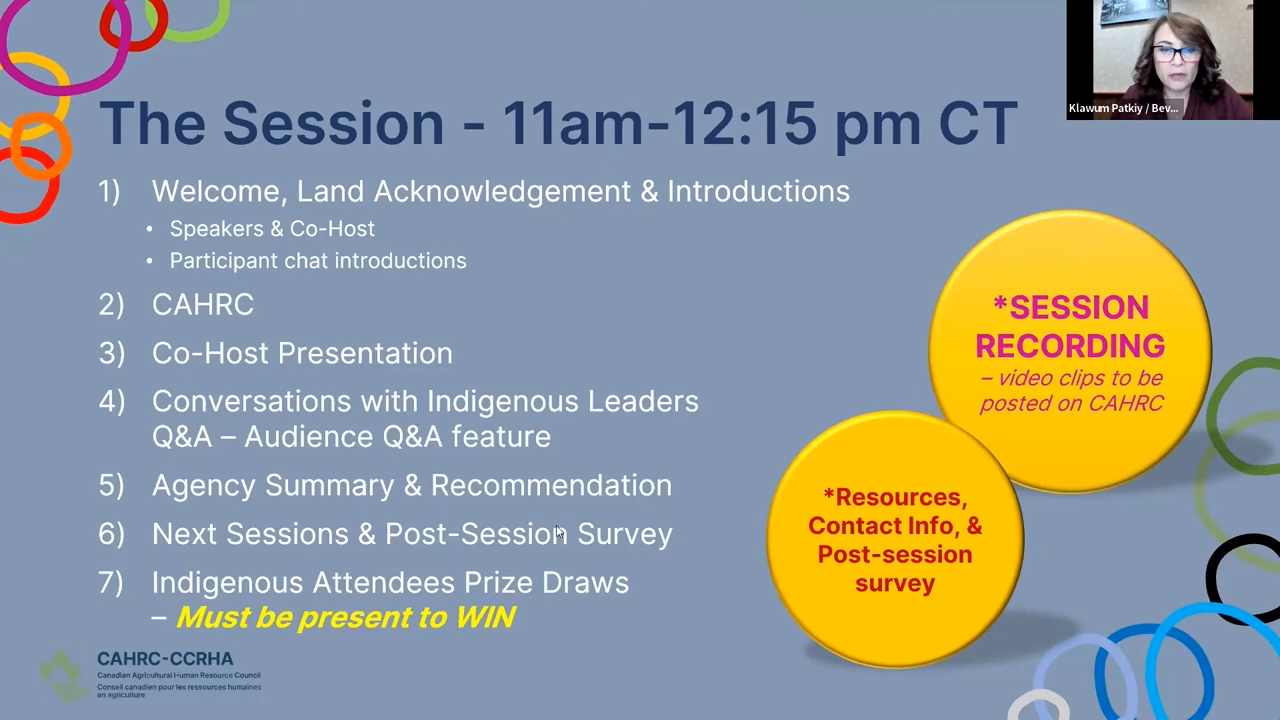 Klawum Patkiy / Bev...
The Session - 11am-12:15 pm CT
1) Welcome, Land Acknowledgement & Introductions
• Speakers & Co-Host
• Participant chat introductions
2) CAHRC
3) Co-Host Presentation
4) Conversations with Indigenous Leaders
Q&A – Audience Q&A feature
5) Agency Summary & Recommendation
6) Next Sessions & Post-Session Survey
7) Indigenous Attendees Prize Draws
– Must be present to WIN
*SESSION
RECORDING
– video clips to be
posted on CAHRC
*Resources,
Contact Info, &
Post-session
survey
CAHRC-CCRHA
Canadian Agricultural Human Resource Council
Conseil canadien pour les ressources humaines
en agriculture